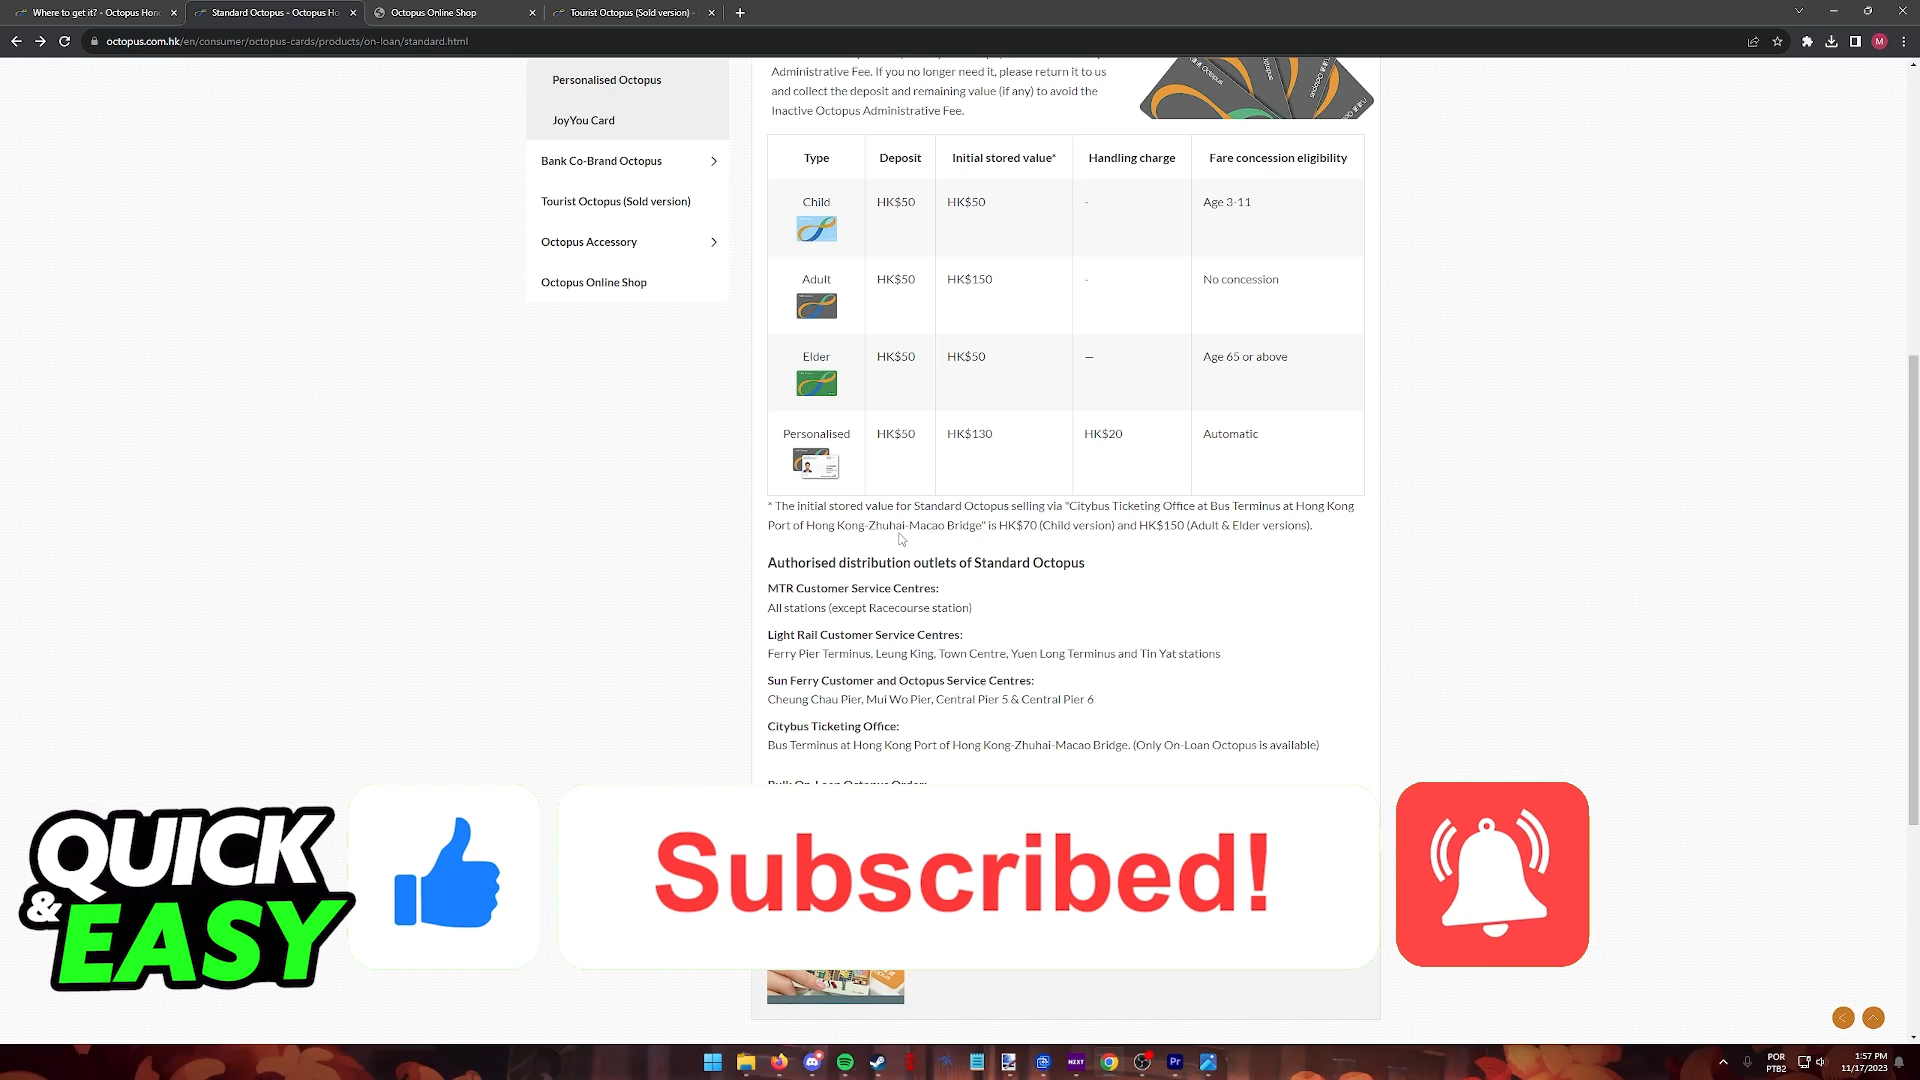 Where to get it? - Octopus Hon
Standard Octopus - Octopus Ho
Octopus Online Shop
Tourist Octopus (Sold version) -
octopus.com.hk/en/consumer/octopus-cards/products/on-loan/standard.html
M
Personalised Octopus
JoyYou Card
Bank Co-Brand Octopus
Tourist Octopus (Sold version)
Octopus Accessory
Octopus Online Shop
Administrative Fee. If you no longer need it, please return it to us
and collect the deposit and remaining value (if any) to avoid the
Inactive Octopus Administrative Fee.
Type Deposit Initial stored value* Handling charge Fare concession eligibility
Child HK$50 HK$50 - Age 3-11
Adult HK$50 HK$150 - No concession
Elder HK$50 HK$50 — Age 65 or above
Personalised HK$50 HK$130 HK$20 Automatic
* The initial stored value for Standard Octopus selling via "Citybus Ticketing Office at Bus Terminus at Hong Kong
Port of Hong Kong-Zhuhai-Macao Bridge" is HK$70 (Child version) and HK$150 (Adult & Elder versions).
Authorised distribution outlets of Standard Octopus
MTR Customer Service Centres:
All stations (except Racecourse station)
Light Rail Customer Service Centres:
Ferry Pier Terminus, Leung King, Town Centre, Yuen Long Terminus and Tin Yat stations
Sun Ferry Customer and Octopus Service Centres:
Cheung Chau Pier, Mui Wo Pier, Central Pier 5 & Central Pier 6
Citybus Ticketing Office:
Bus Terminus at Hong Kong Port of Hong Kong-Zhuhai-Macao Bridge. (Only On-Loan Octopus is available)
Bulk On-Loan Octopus Order:
QUICK
& EASY
Subscribed!
NZXT
Pr
POR
PTB2
1:57 PM
11/17/2023